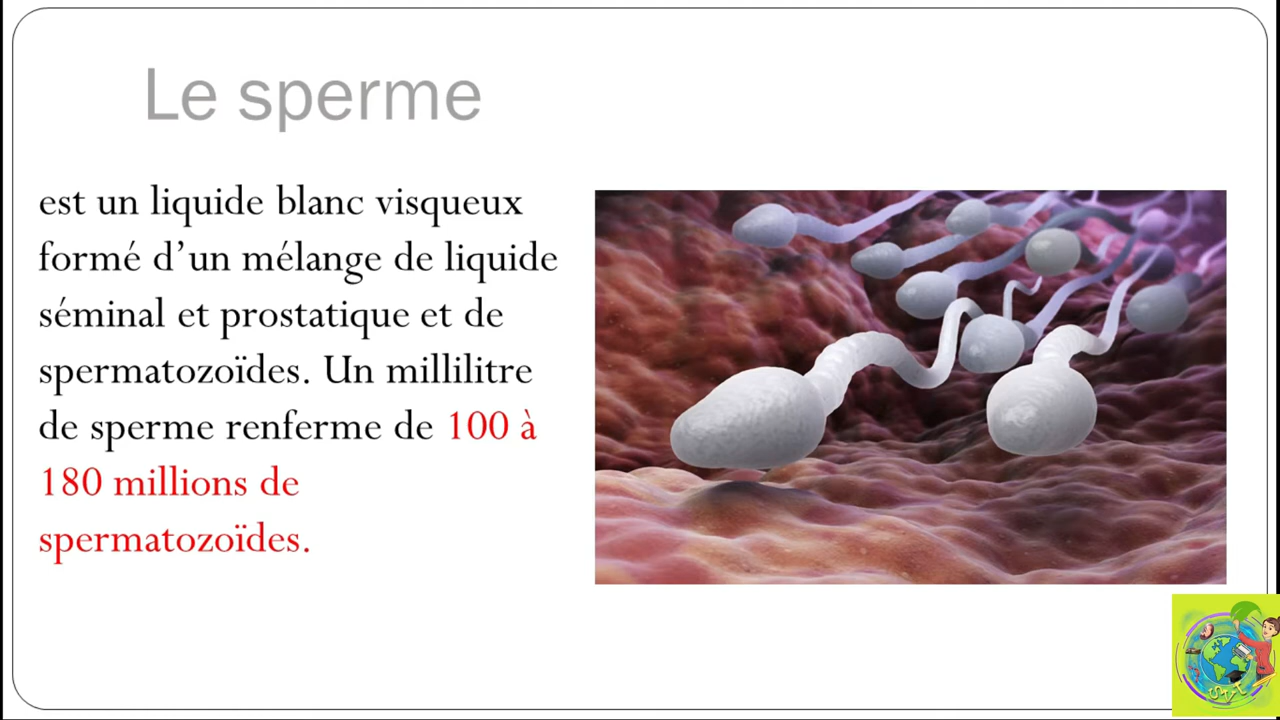 Le sperme
est un liquide blanc visqueux
formé d’un mélange de liquide
séminal et prostatique et de
spermatozoïdes. Un millilitre
de sperme renferme de 100 à
180 millions de
spermatozoïdes.
SVT